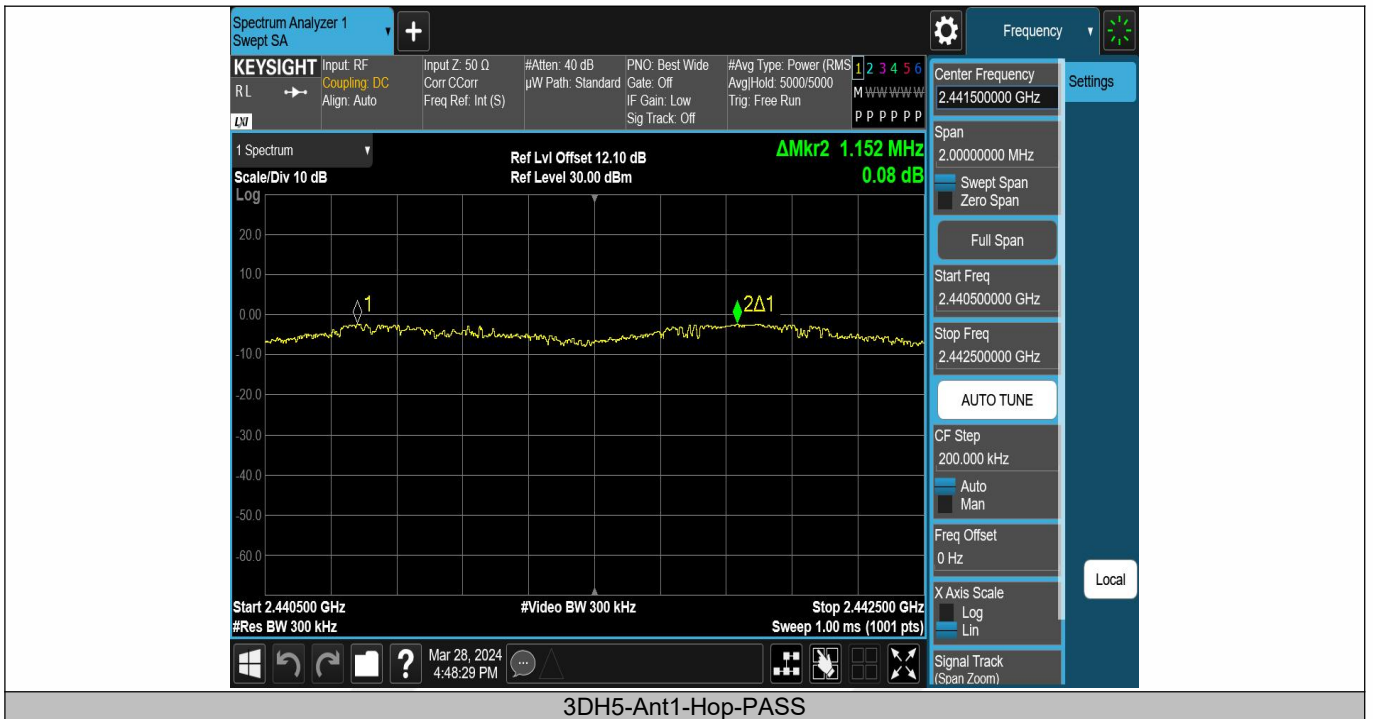 Spectrum Analyzer 1
Swept SA
+
Frequency
KEYSIGHT
RL
LXI
Input: RF
Coupling: DC
Align: Auto
Input Z: 50 Ω
Corr CCorr
Freq Ref: Int (S)
#Atten: 40 dB
µW Path: Standard
PNO: Best Wide
Gate: Off
IF Gain: Low
Sig Track: Off
#Avg Type: Power (RMS
Avg|Hold: 5000/5000
Trig: Free Run
1 2 3 4 5 6
M W W W W W
P P P P P P
1 Spectrum
Scale/Div 10 dB
Log
Ref Lvl Offset 12.10 dB
Ref Level 30.00 dBm
ΔMkr2 1.152 MHz
0.08 dB
20.0
10.0
0.00
-10.0
-20.0
-30.0
-40.0
-50.0
-60.0
1
2Δ1
Start 2.440500 GHz
#Res BW 300 kHz
#Video BW 300 kHz
Stop 2.442500 GHz
Sweep 1.00 ms (1001 pts)
Center Frequency
2.441500000 GHz
Settings
Span
2.00000000 MHz
Swept Span
Zero Span
Full Span
Start Freq
2.440500000 GHz
Stop Freq
2.442500000 GHz
AUTO TUNE
CF Step
200.000 kHz
Auto
Man
Freq Offset
0 Hz
Local
X Axis Scale
Log
Lin
Signal Track
(Span Zoom)
?
Mar 28, 2024
4:48:29 PM
3DH5-Ant1-Hop-PASS